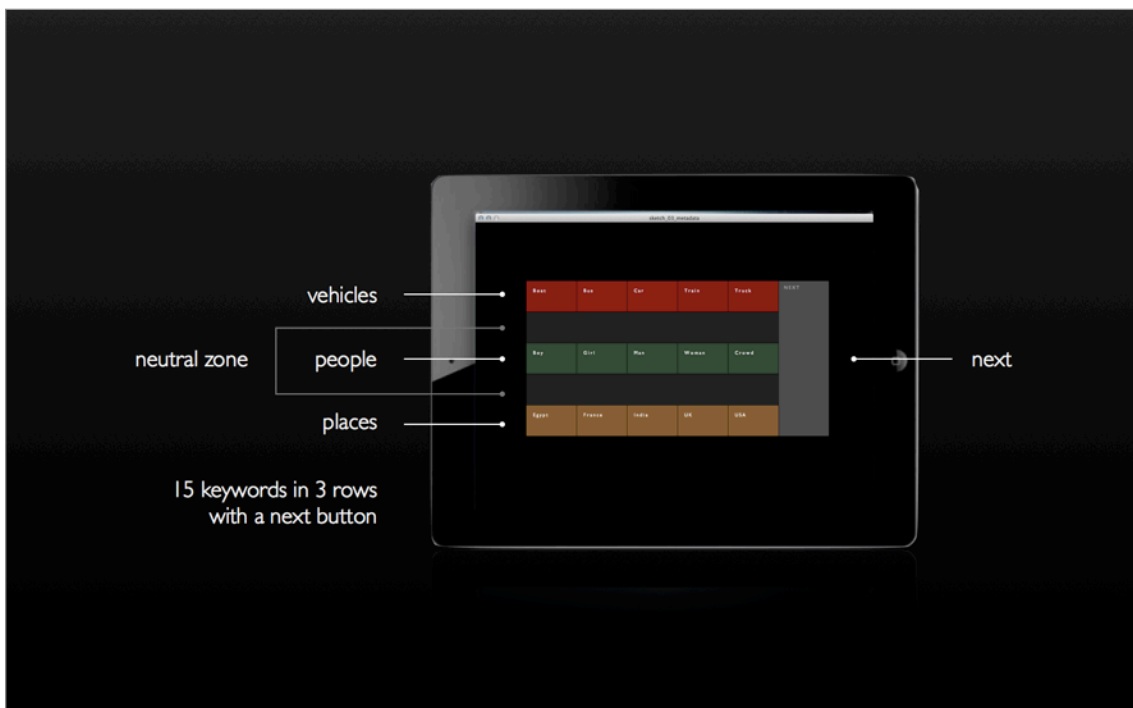 sketch_03_metadata
vehicles
Boat Bus Car Train Truck NEXT
neutral zone
people
Boy Girl Man Woman Crowd
next
places
Egypt France India UK USA
15 keywords in 3 rows
with a next button